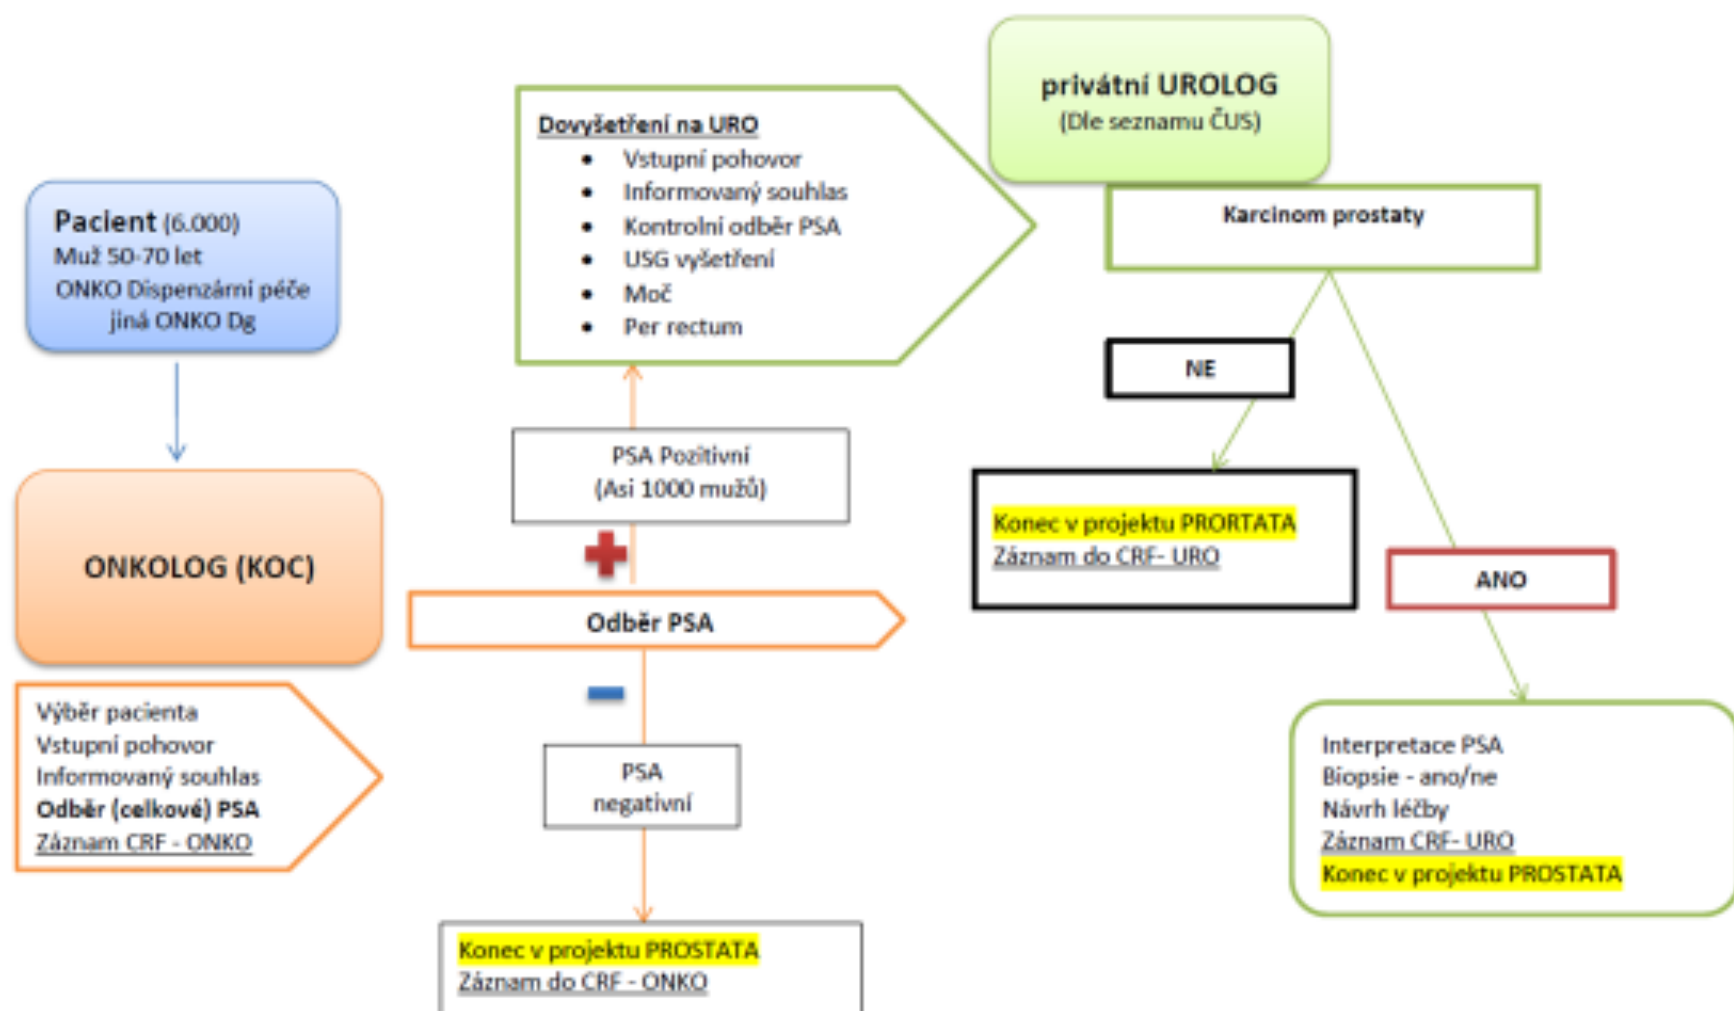 privátní UROLOG
(Dle seznamu ČUS)
Dovyšetření na URO
• Vstupní pohovor
• Informovaný souhlas
• Kontrolní odběr PSA
• USG vyšetření
• Moč
• Per rectum
Pacient (6.000)
Muž 50-70 let
ONKO Dispenzární péče
jiná ONKO Dg
Karcinom prostaty
NE
PSA Pozitivní
(Asi 1000 mužů)
ONKOLOG (KOC)
Konec v projektu PRORTATA
Záznam do CRF- URO
ANO
Odběr PSA
Výběr pacienta
Vstupní pohovor
Informovaný souhlas
Odběr (celkové) PSA
Záznam CRF - ONKO
PSA
negativní
Interpretace PSA
Biopsie - ano/ne
Návrh léčby
Záznam CRF- URO
Konec v projektu PROSTATA
Konec v projektu PROSTATA
Záznam do CRF - ONKO